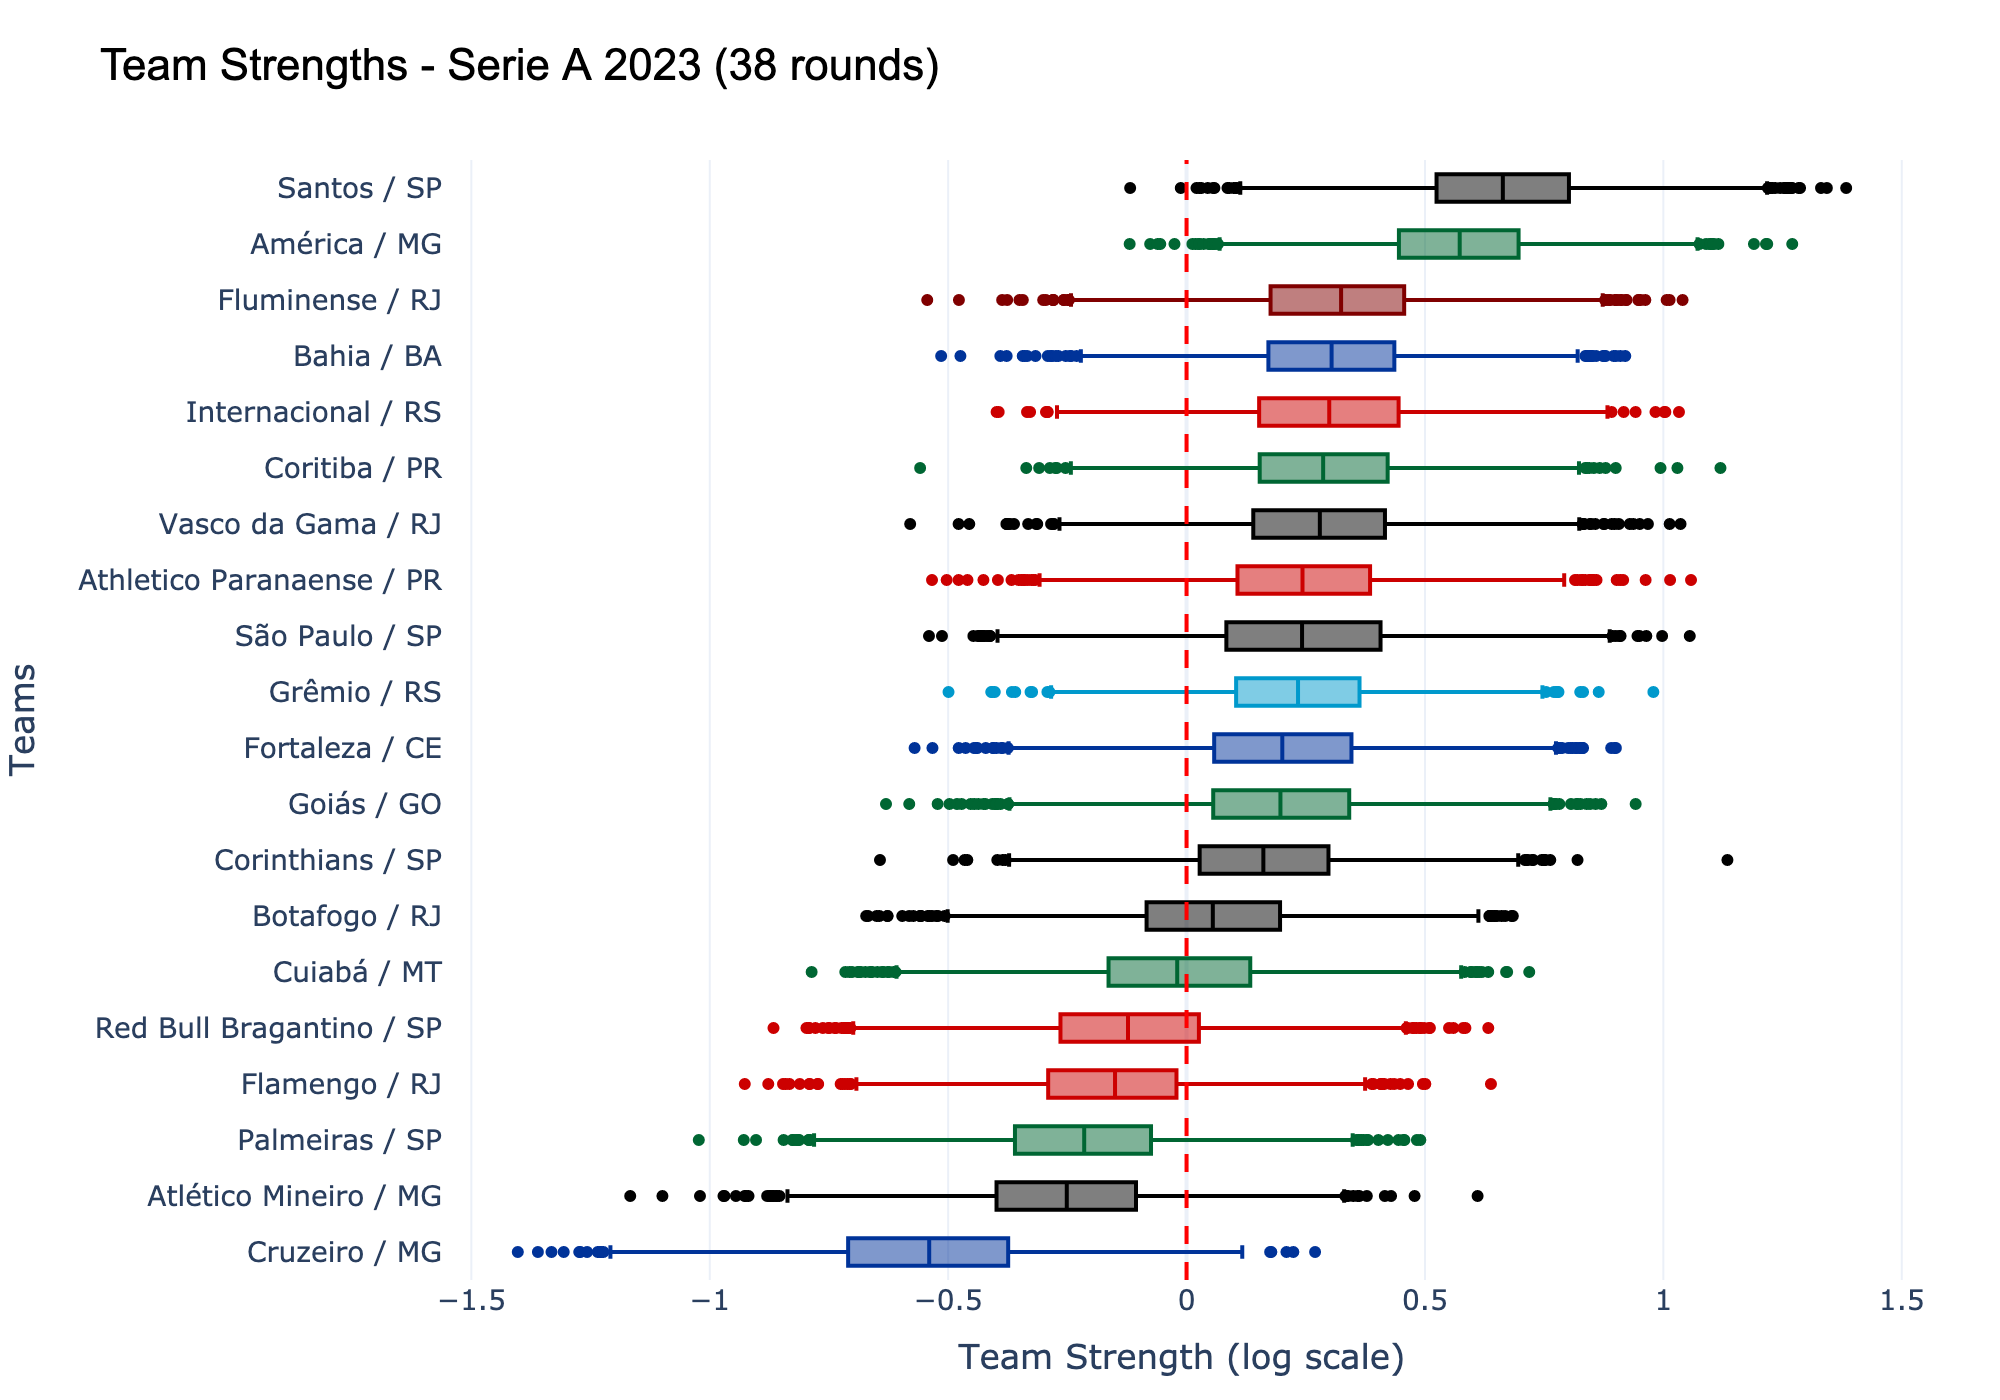 Team Strengths - Serie A 2023 (38 rounds)
Teams
Santos / SP
América / MG
Fluminense / RJ
Bahia / BA
Internacional / RS
Coritiba / PR
Vasco da Gama / RJ
Athletico Paranaense / PR
São Paulo / SP
Grêmio / RS
Fortaleza / CE
Goiás / GO
Corinthians / SP
Botafogo / RJ
Cuiabá / MT
Red Bull Bragantino / SP
Flamengo / RJ
Palmeiras / SP
Atlético Mineiro / MG
Cruzeiro / MG
−1.5 −1 −0.5 0 0.5 1 1.5
Team Strength (log scale)